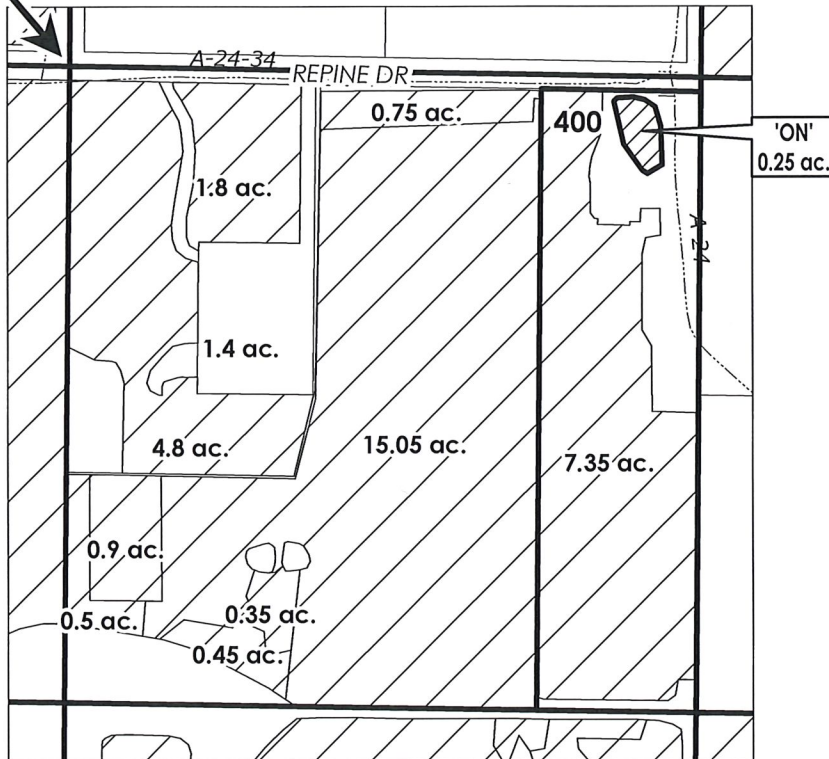 A-24-34
REPINE DR
0.75 ac.
400
'ON'
0.25 ac.
1.8 ac.
A 24
1.4 ac.
4.8 ac.
15.05 ac.
7.35 ac.
0.9 ac.
0.5 ac.
0.35 ac.
0.45 ac.